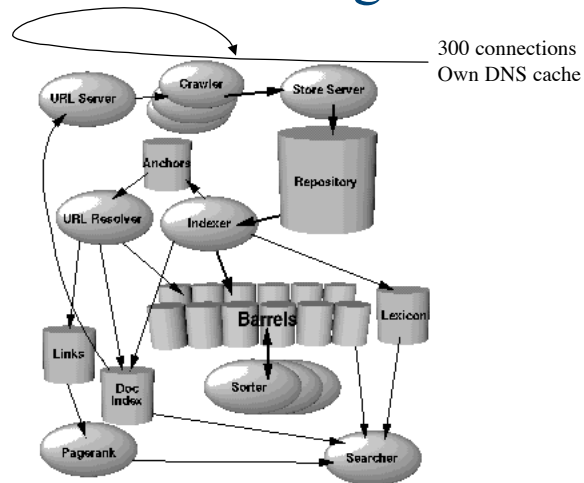 300 connections
Own DNS cache
URL Server
Crawler
Store Server
Anchors
Repository
URL Resolver
Indexer
Barrels
Lexicon
Links
Doc
Index
Sorter
Pagerank
Searcher